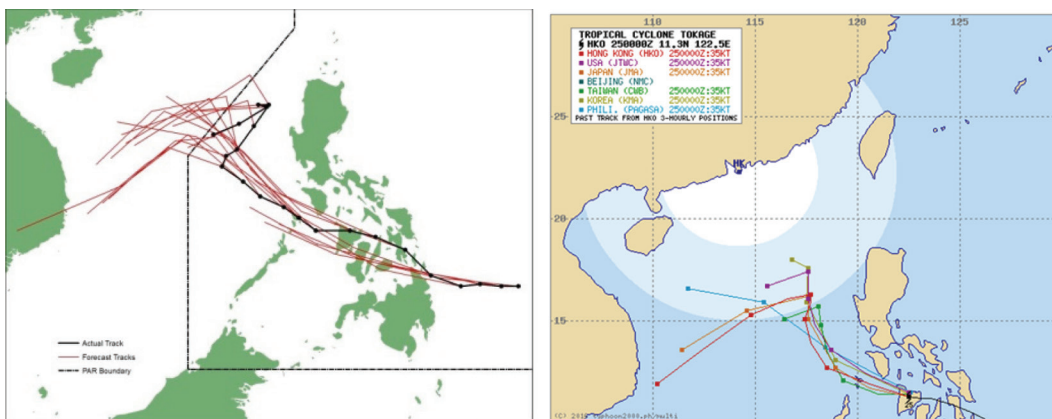 Actual Track
Forecast Tracks
PAR Boundary
110 115 120 125
TROPICAL CYCLONE TOKAGE
HKO 250000Z 11.3N 122.5E
HONG KONG (HKO) 250000Z:35KT
USA (JTWC) 250000Z:35KT
JAPAN (JMA) 250000Z:35KT
BEIJING (NMC)
TAIWAN (CWB) 250000Z:35KT
KOREA (KMA) 250000Z:35KT
PHILI. (PAGASA) 250000Z:35KT
PAST TRACK FROM HKO 3-HOURLY POSITIONS
25
HK
20
15